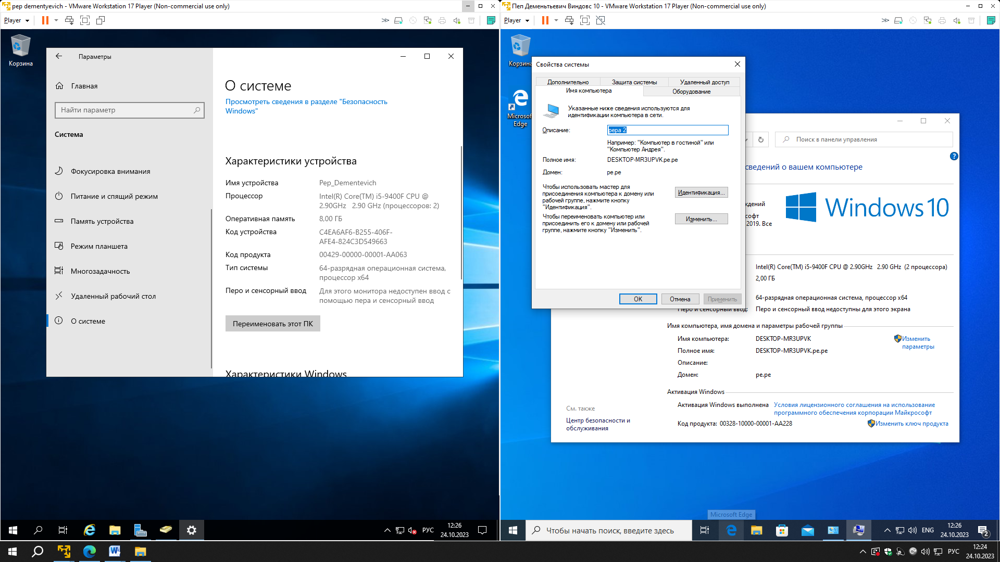 pep dementyevich - VMware Workstation 17 Player (Non-commercial use only)
Player
Корзина
Параметры
Главная
Найти параметр
Система
Фокусировка внимания
Питание и спящий режим
Память устройства
Режим планшета
Многозадачность
Удаленный рабочий стол
О системе
О системе
Просмотреть сведения в разделе "Безопасность
Windows"
Характеристики устройства
Имя устройства Pep_Dementevich
Процессор Intel(R) Core(TM) i5-9400F CPU @
2.90GHz 2.90 GHz (процессоров: 2)
Оперативная память 8,00 ГБ
Код устройства C4EA6AF6-B255-406F-
AFE4-824C3D549663
Код продукта 00429-00000-00001-AA063
Тип системы 64-разрядная операционная система,
процессор x64
Перо и сенсорный ввод Для этого монитора недоступен ввод с
помощью пера и сенсорный ввод
Переименовать этот ПК
Характеристики Windows
РУС
12:26
24.10.2023
Пеп Деменьтьевич Виндовс 10 - VMware Workstation 17 Player (Non-commercial use only)
Player
Корзина
Microsoft
Edge
Свойства системы
Дополнительно Защита системы Удаленный доступ
Имя компьютера Оборудование
Указанные ниже сведения используются для
идентификации компьютера в сети.
Описание: pepa 2
Например: "Компьютер в гостиной" или
"Компьютер Андрея".
Полное имя: DESKTOP-MR3UPVK.pe.pe
Домен: pe.pe
Чтобы использовать мастер для
присоединения компьютера к домену или
рабочей группе, нажмите кнопку
"Идентификация".
Идентификация...
Чтобы переименовать компьютер или
присоединить его к домену или рабочей
группе, нажмите кнопку "Изменить".
Изменить...
OK Отмена Применить
Поиск в панели управления
?
сведений о вашем компьютере
2019. Все
Windows 10
Intel(R) Core(TM) i5-9400F CPU @ 2.90GHz 2.90 GHz (2 процессора)
2,00 ГБ
64-разрядная операционная система, процессор x64
Перо и сенсорный ввод: Перо и сенсорный ввод недоступны для этого экрана
Имя компьютера, имя домена и параметры рабочей группы
Имя компьютера: DESKTOP-MR3UPVK
Изменить
параметры
Полное имя: DESKTOP-MR3UPVK.pe.pe
Описание:
Домен: pe.pe
Активация Windows
Активация Windows выполнена Условия лицензионного соглашения на использование
программного обеспечения корпорации Майкрософт
Код продукта: 00328-10000-00001-AA228
Изменить ключ продукта
См. также
Центр безопасности и
обслуживания
Microsoft Edge
Чтобы начать поиск, введите здесь
ENG
12:26
24.10.2023
2
РУС
12:24
24.10.2023